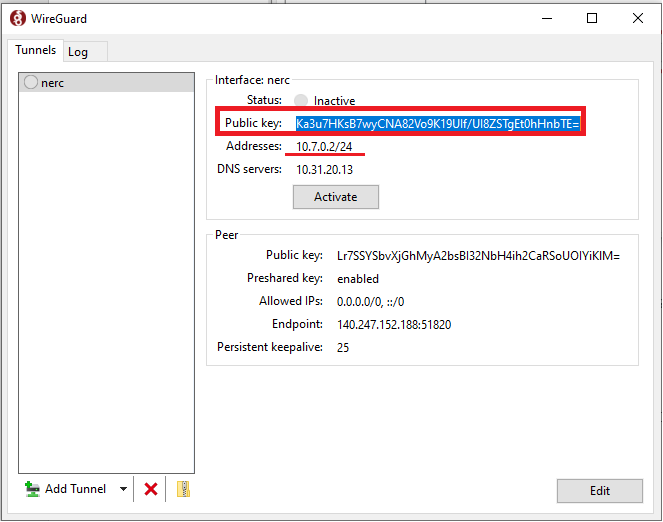 WireGuard
Tunnels
Log
nerc
Interface: nerc
Status: Inactive
Public key: Ka3u7HKsB7wyCNA82Vo9K19Ulf/UI8ZSTgEt0hHnbTE=
Addresses: 10.7.0.2/24
DNS servers: 10.31.20.13
Activate
Peer
Public key: Lr7SSYSbvXjGhMyA2bsBl32NbH4ih2CaRSoUOlYiKlM=
Preshared key: enabled
Allowed IPs: 0.0.0.0/0, ::/0
Endpoint: 140.247.152.188:51820
Persistent keepalive: 25
Add Tunnel
Edit